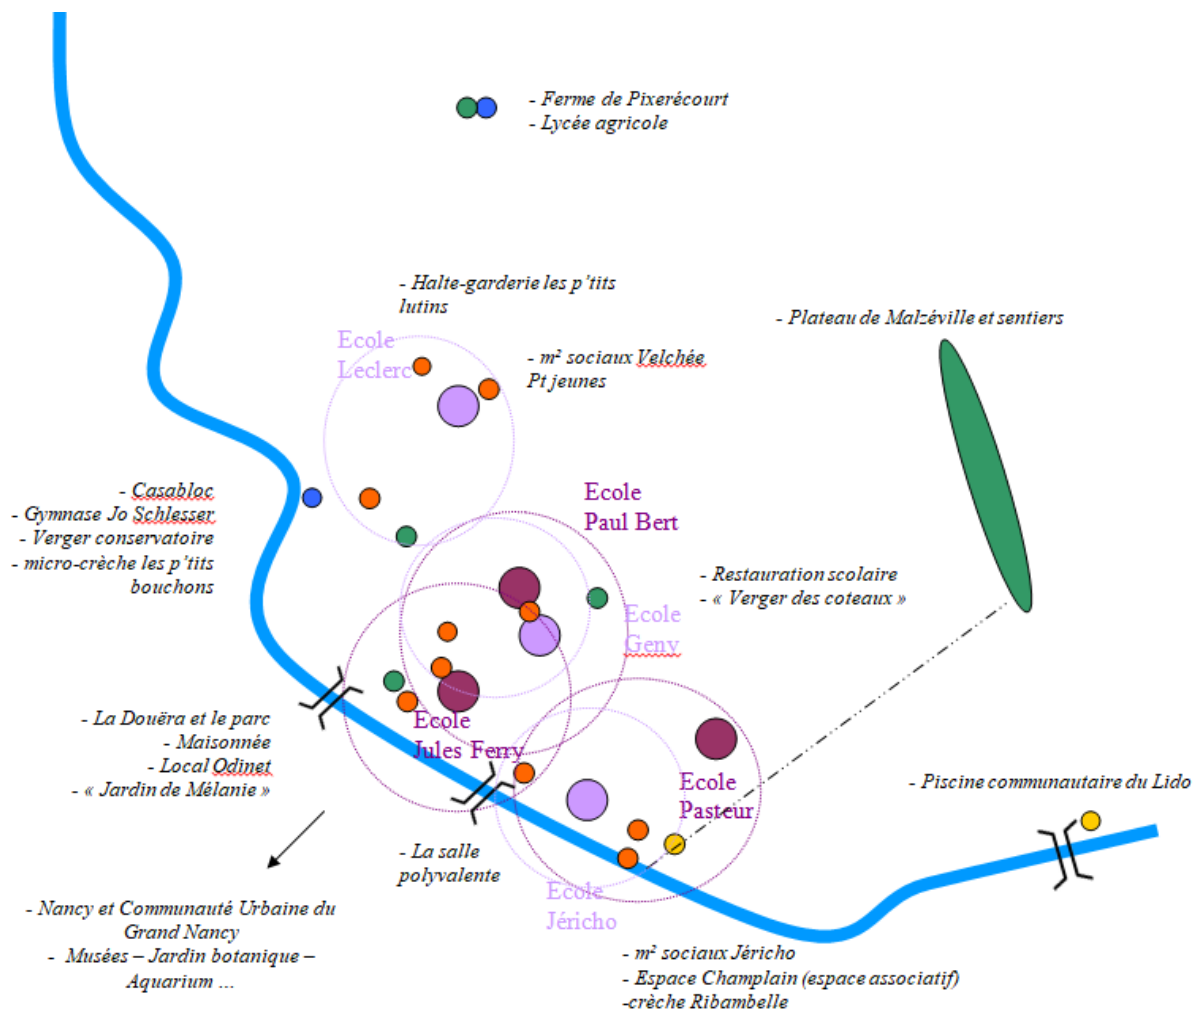 - Ferme de Pixerécourt
- Lycée agricole
- Halte-garderie les p'tits
lutins
- Plateau de Malzéville et sentiers
Ecole
Leclerc
- m² sociaux Velchée
Pt jeunes
- Casabloc
- Gymnase Jo Schlesser
- Verger conservatoire
- micro-crèche les p'tits
bouchons
Ecole
Paul Bert
- Restauration scolaire
- « Verger des coteaux »
Ecole
Geny
- La Douëra et le parc
- Maisonnée
- Local Odinet
- « Jardin de Mélanie »
Ecole
Jules Ferry
Ecole
Pasteur
- Piscine communautaire du Lido
- La salle
polyvalente
Ecole
Jéricho
- Nancy et Communauté Urbaine du
Grand Nancy
- Musées – Jardin botanique –
Aquarium …
- m² sociaux Jéricho
- Espace Champlain (espace associatif)
-crèche Ribambelle